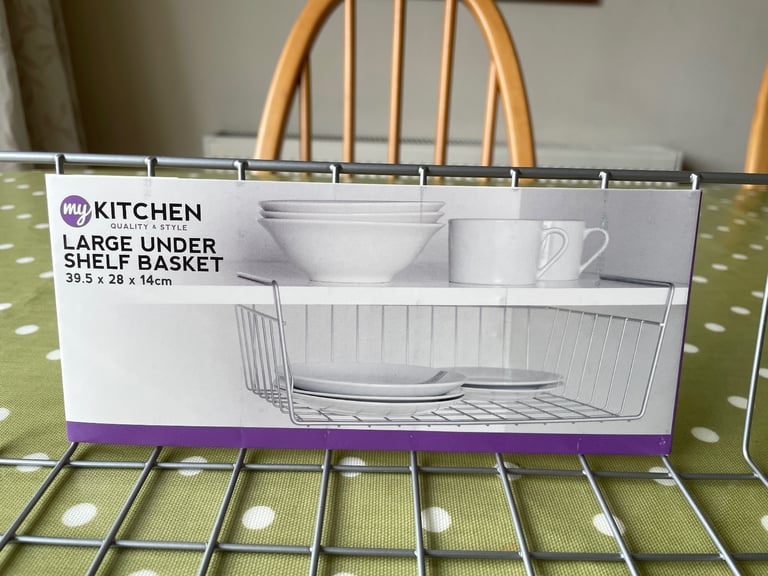 my KITCHEN
QUALITY & STYLE
LARGE UNDER
SHELF BASKET
39.5 x 28 x 14cm